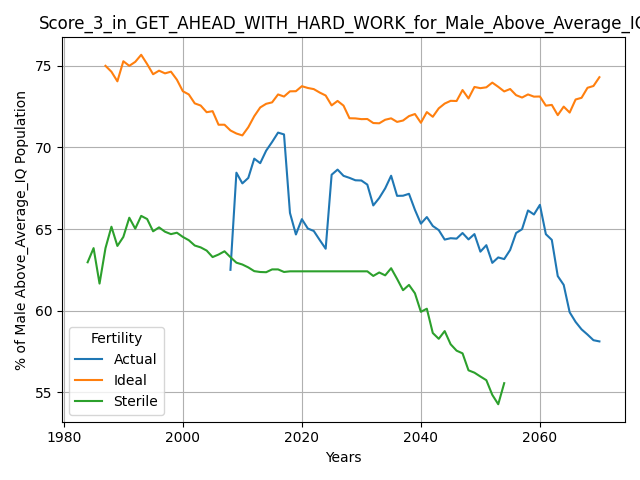 Score_3_in_GET_AHEAD_WITH_HARD_WORK_for_Male_Above_Average_IQ
% of Male Above_Average_IQ Population
75
70
65
60
55
Fertility
Actual
Ideal
Sterile
1980 2000 2020 2040 2060
Years